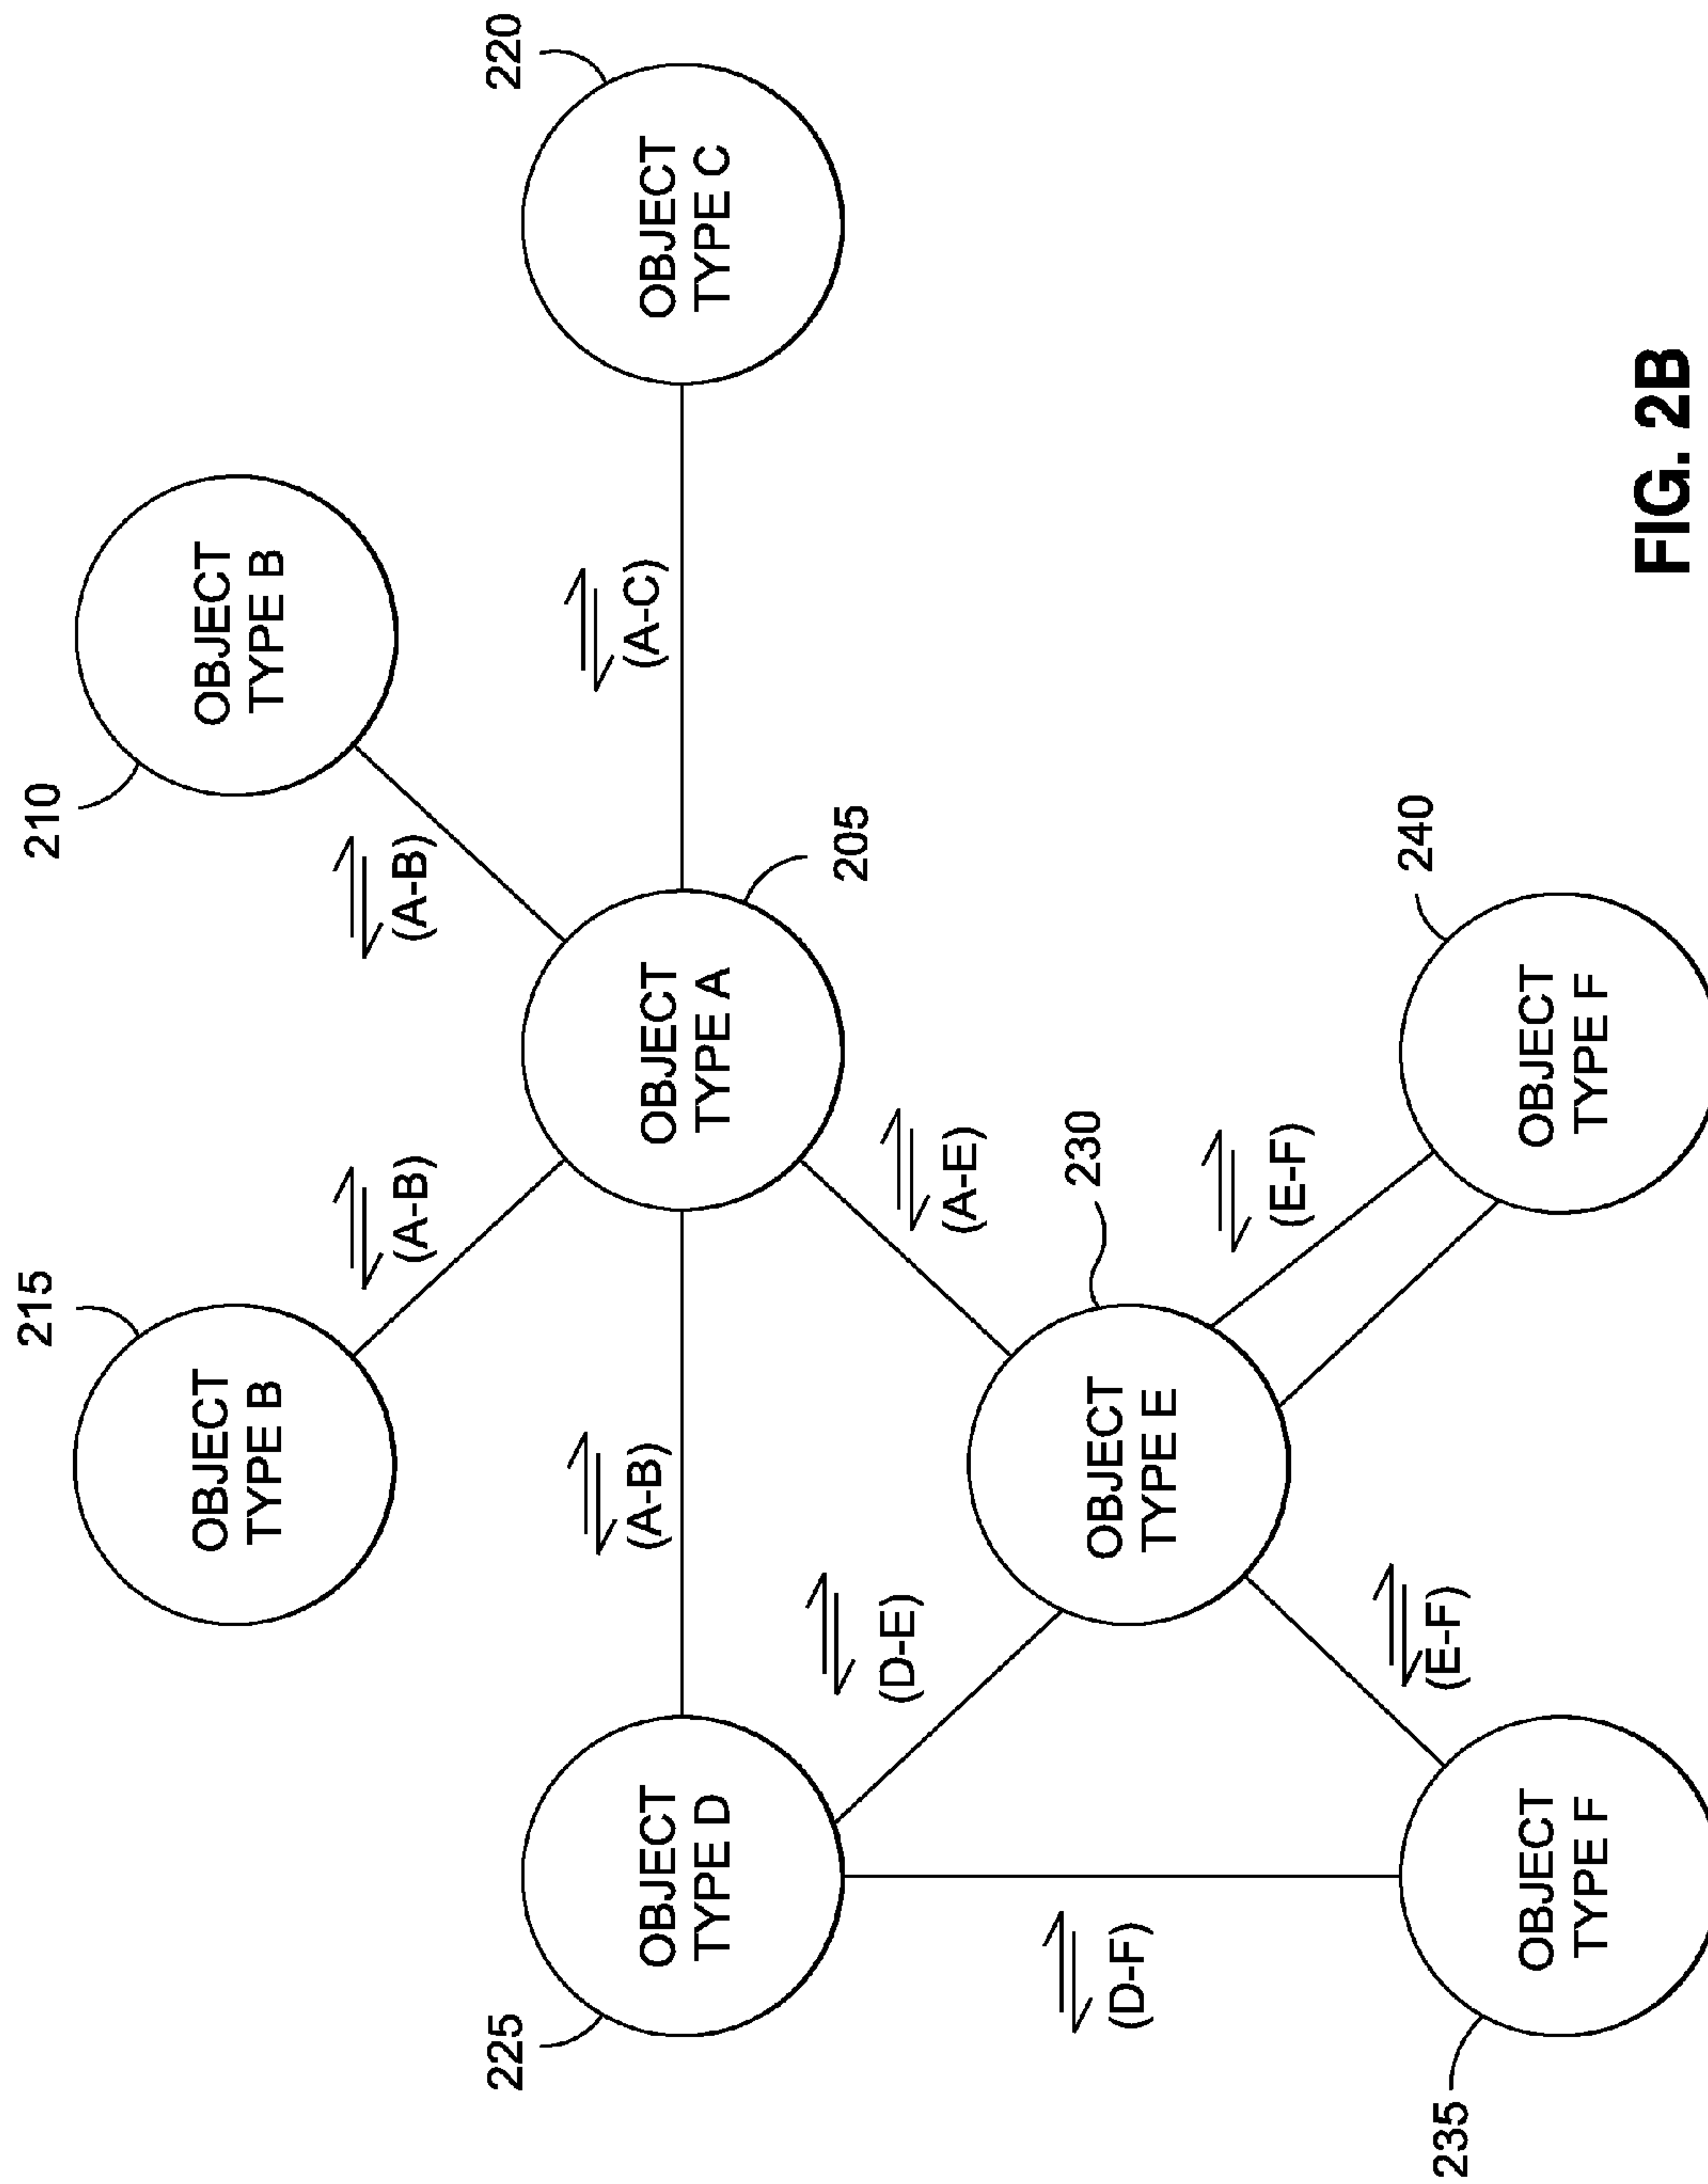 215
210
OBJECT
TYPE B
OBJECT
TYPE B
(A-B)
(A-B)
225
220
OBJECT
TYPE D
(A-B)
OBJECT
TYPE A
(A-C)
OBJECT
TYPE C
205
(D-E)
(A-E)
230
OBJECT
TYPE E
(D-F)
(E-F)
240
235
(E-F)
OBJECT
TYPE F
OBJECT
TYPE F
FIG. 2B